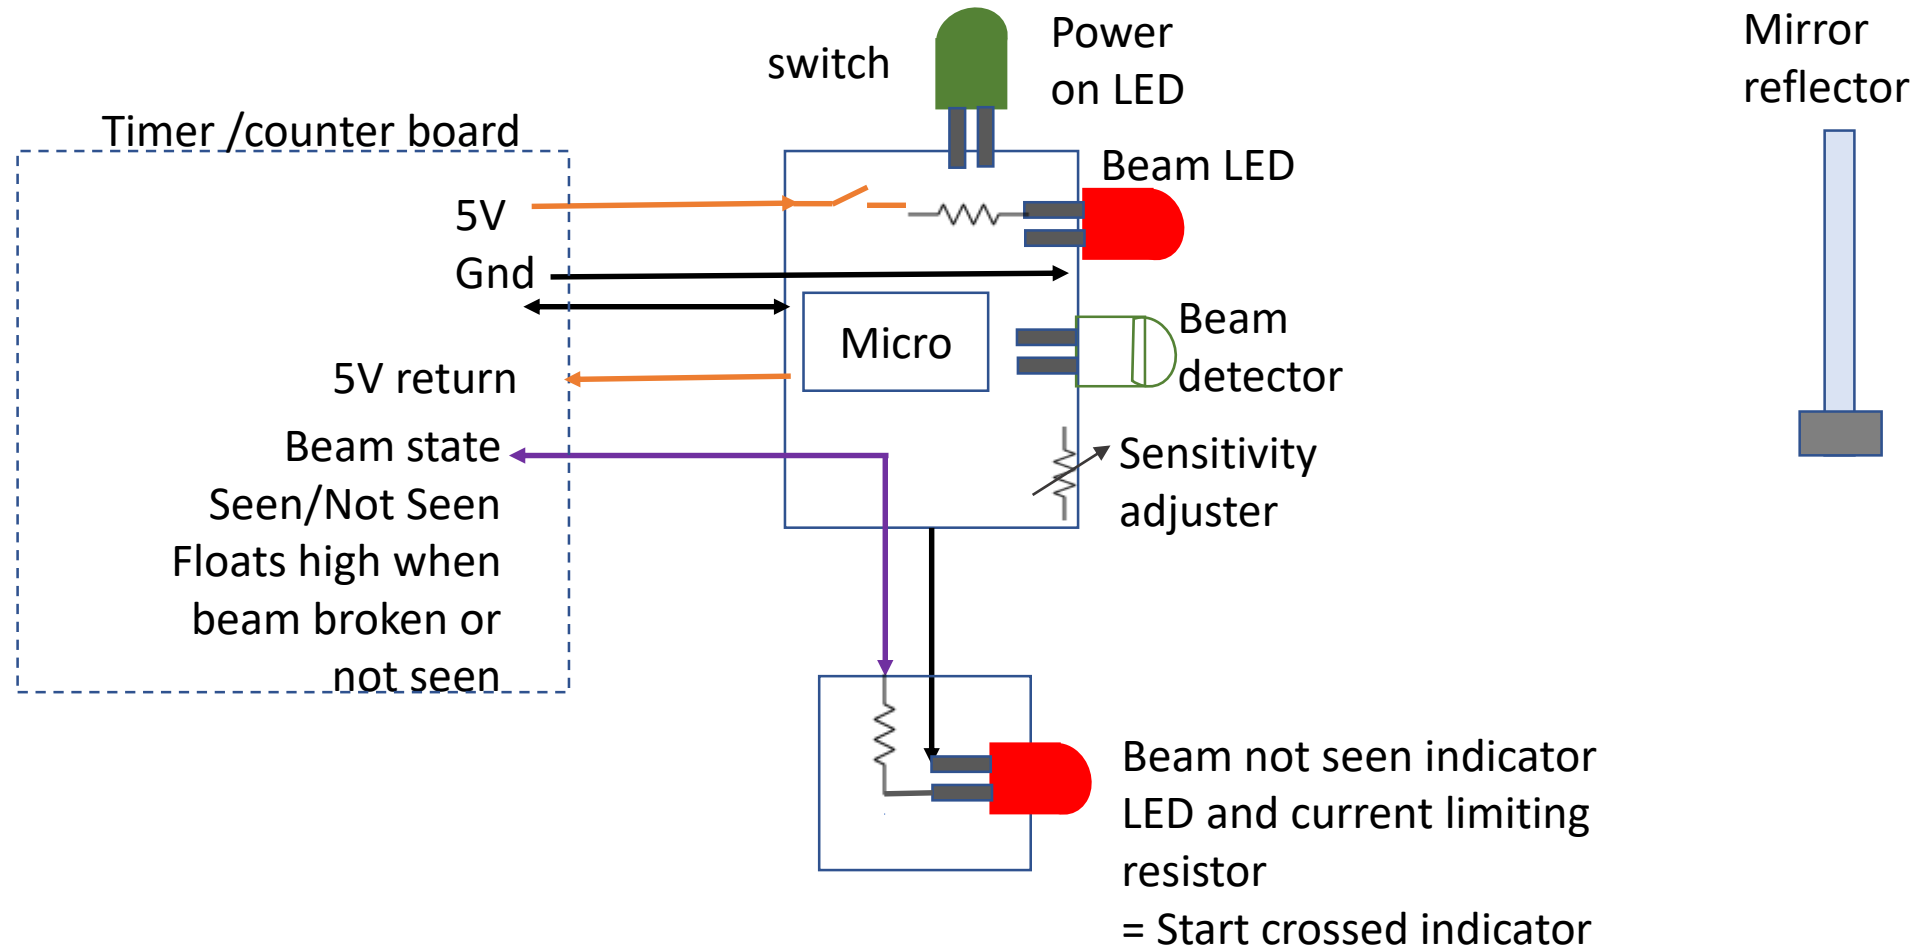 switch
Power
on LED
Mirror
reflector
Timer /counter board
Beam LED
5V
Gnd
Micro
Beam
detector
5V return
Beam state
Seen/Not Seen
Floats high when
beam broken or
not seen
Sensitivity
adjuster
Beam not seen indicator
LED and current limiting
resistor
= Start crossed indicator